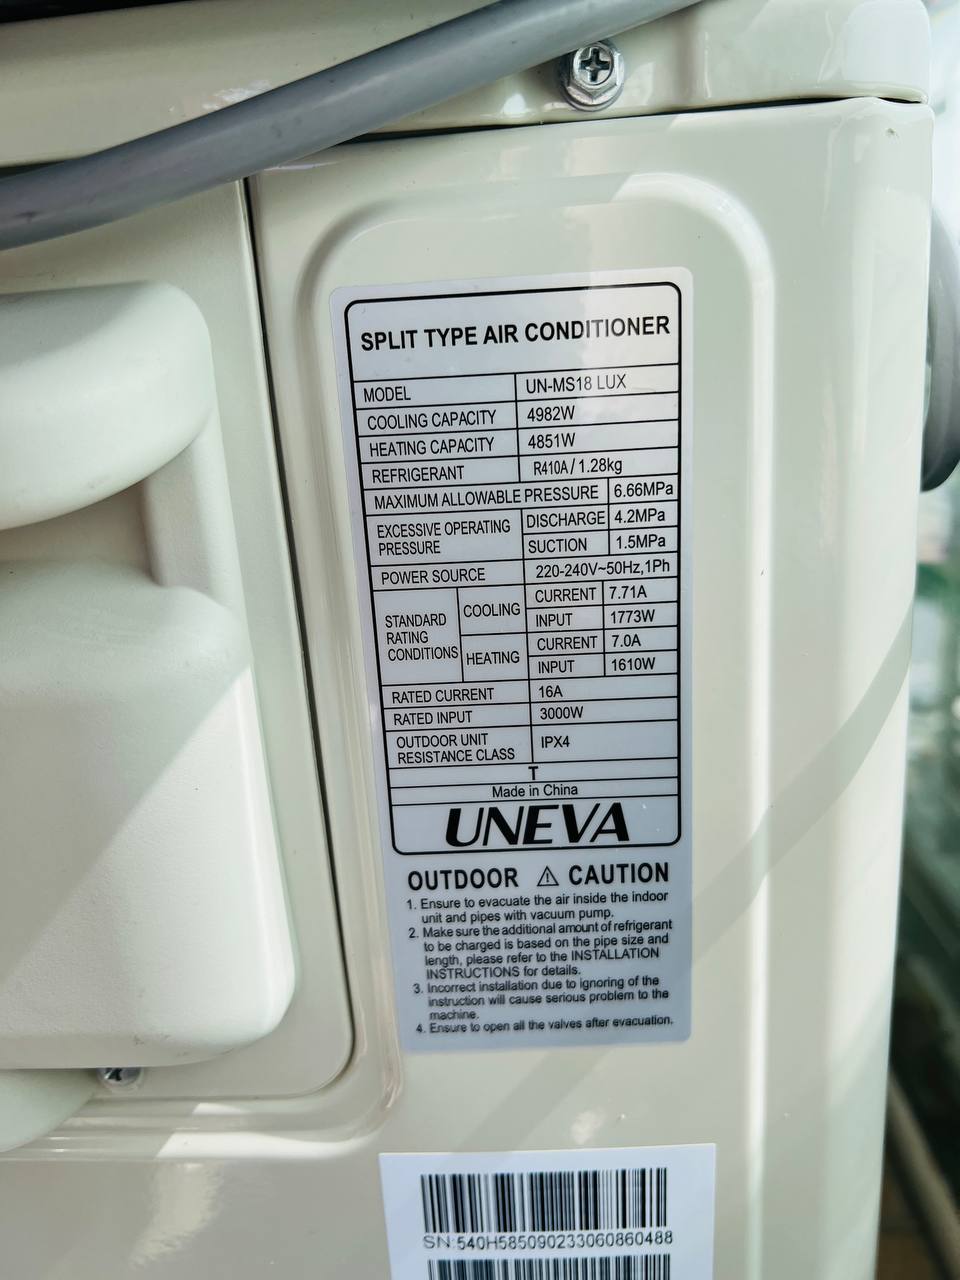 SPLIT TYPE AIR CONDITIONER
MODEL UN-MS18 LUX
COOLING CAPACITY 4982W
HEATING CAPACITY 4851W
REFRIGERANT R410A / 1.28kg
MAXIMUM ALLOWABLE PRESSURE 6.66MPa
EXCESSIVE OPERATING PRESSURE DISCHARGE 4.2MPa
SUCTION 1.5MPa
POWER SOURCE 220-240V~50Hz,1Ph
STANDARD RATING CONDITIONS COOLING CURRENT 7.71A
INPUT 1773W
HEATING CURRENT 7.0A
INPUT 1610W
RATED CURRENT 16A
RATED INPUT 3000W
OUTDOOR UNIT RESISTANCE CLASS IPX4
T
Made in China
UNEVA
OUTDOOR ⚠ CAUTION
1. Ensure to evacuate the air inside the indoor
unit and pipes with vacuum pump.
2. Make sure the additional amount of refrigerant
to be charged is based on the pipe size and
length, please refer to the INSTALLATION
INSTRUCTIONS for details.
3. Incorrect installation due to ignoring of the
instruction will cause serious problem to the
machine.
4. Ensure to open all the valves after evacuation.
SN:540H585090233060860488